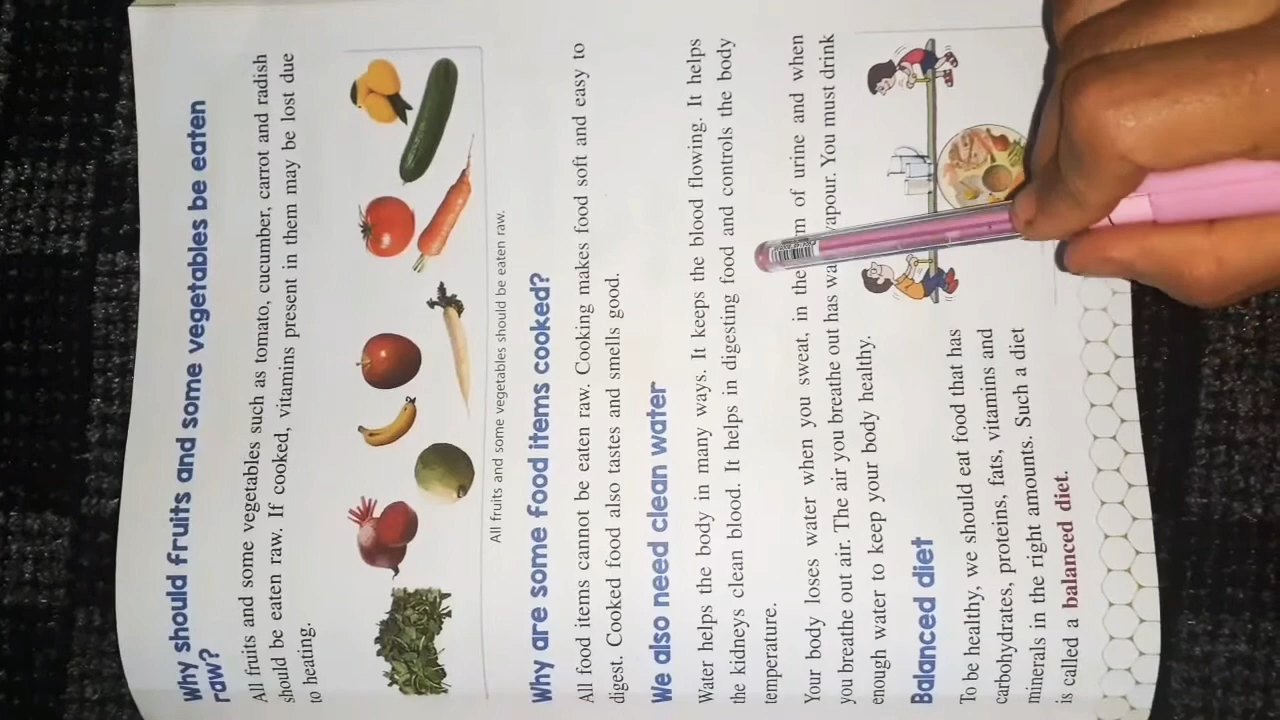 Why should fruits and some vegetables be eaten
raw?
All fruits and some vegetables such as tomato, cucumber, carrot and radish
should be eaten raw. If cooked, vitamins present in them may be lost due
to heating.
All fruits and some vegetables should be eaten raw.
Why are some food items cooked?
All food items cannot be eaten raw. Cooking makes food soft and easy to
digest. Cooked food also tastes and smells good.
We also need clean water
Water helps the body in many ways. It keeps the blood flowing. It helps
the kidneys clean blood. It helps in digesting food and controls the body
temperature.
Your body loses water when you sweat, in the rm of urine and when
you breathe out air. The air you breathe out has wa vapour. You must drink
enough water to keep your body healthy.
Balanced diet
To be healthy, we should eat food that has
carbohydrates, proteins, fats, vitamins and
minerals in the right amounts. Such a diet
is called a balanced diet.